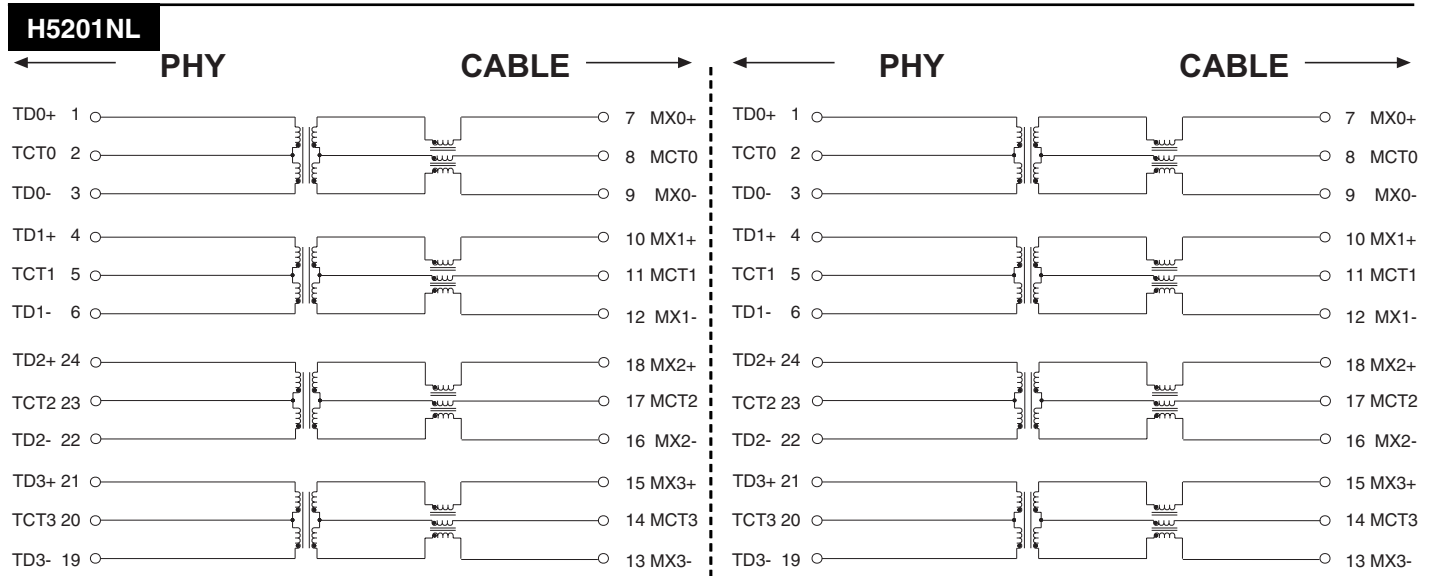 H5201NL
PHY CABLE PHY CABLE
TD0+ 1 7 MX0+ TD0+ 1 7 MX0+
TCT0 2 8 MCT0 TCT0 2 8 MCT0
TD0- 3 9 MX0- TD0- 3 9 MX0-
TD1+ 4 10 MX1+ TD1+ 4 10 MX1+
TCT1 5 11 MCT1 TCT1 5 11 MCT1
TD1- 6 12 MX1- TD1- 6 12 MX1-
TD2+ 24 18 MX2+ TD2+ 24 18 MX2+
TCT2 23 17 MCT2 TCT2 23 17 MCT2
TD2- 22 16 MX2- TD2- 22 16 MX2-
TD3+ 21 15 MX3+ TD3+ 21 15 MX3+
TCT3 20 14 MCT3 TCT3 20 14 MCT3
TD3- 19 13 MX3- TD3- 19 13 MX3-